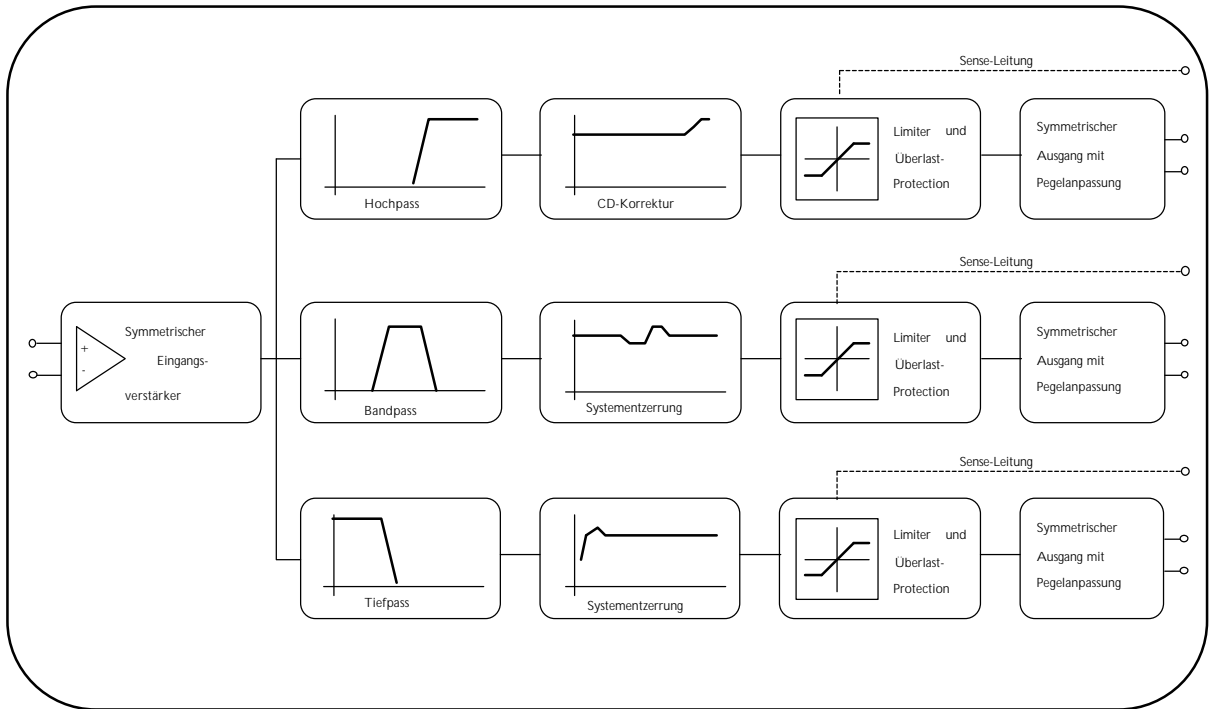 Sense-Leitung
Hochpass
CD-Korrektur
Limiter und
Überlast-
Protection
Symmetrischer
Ausgang mit
Pegelanpassung
Sense-Leitung
+
-
Symmetrischer
Eingangs-
verstärker
Bandpass
Systementzerrung
Limiter und
Überlast-
Protection
Symmetrischer
Ausgang mit
Pegelanpassung
Sense-Leitung
Tiefpass
Systementzerrung
Limiter und
Überlast-
Protection
Symmetrischer
Ausgang mit
Pegelanpassung